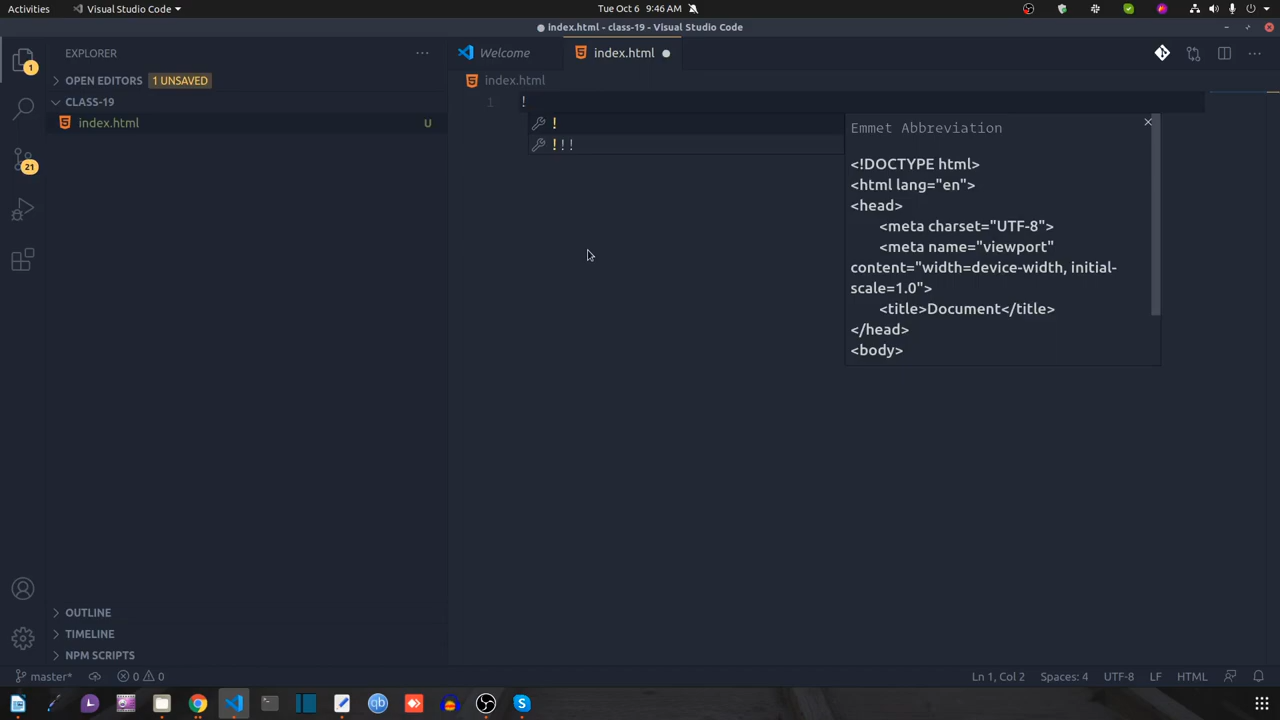 Activities
Visual Studio Code
Tue Oct 6 9:46 AM
index.html - class-19 - Visual Studio Code
EXPLORER
Welcome
index.html
OPEN EDITORS
1 UNSAVED
index.html
CLASS-19
index.html
U
1
!
!
!!!
Emmet Abbreviation
<!DOCTYPE html>
<html lang="en">
<head>
<meta charset="UTF-8">
<meta name="viewport"
content="width=device-width, initial-
scale=1.0">
<title>Document</title>
</head>
<body>
1
21
OUTLINE
TIMELINE
NPM SCRIPTS
master*
0
0
Ln 1, Col 2
Spaces: 4
UTF-8
LF
HTML
qb